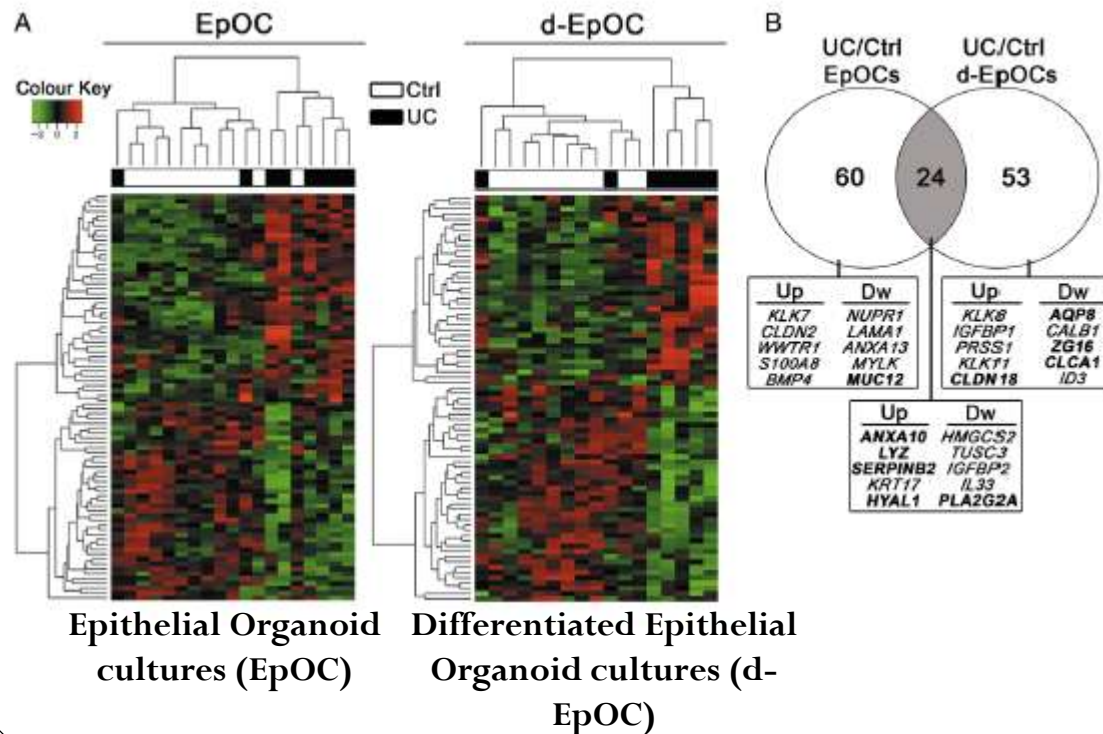 A
EpOC
d-EpOC
Colour Key
-2 0 2
Ctrl
UC
Epithelial Organoid
cultures (EpOC)
Differentiated Epithelial
Organoid cultures (d-
EpOC)
B
UC/Ctrl
EpOCs
UC/Ctrl
d-EpOCs
60
24
53
Up Dw
KLK7 NUPR1
CLDN2 LAMA1
WWTR1 ANXA13
S100A8 MYLK
BMP4 MUC12
Up Dw
KLK6 AQP8
IGFBP1 CALB1
PRSS1 ZG16
KLK11 CLCA1
CLDN18 ID3
Up Dw
ANXA10 HMGCS2
LYZ TUSC3
SERPINB2 IGFBP2
KRT17 IL33
HYAL1 PLA2G2A